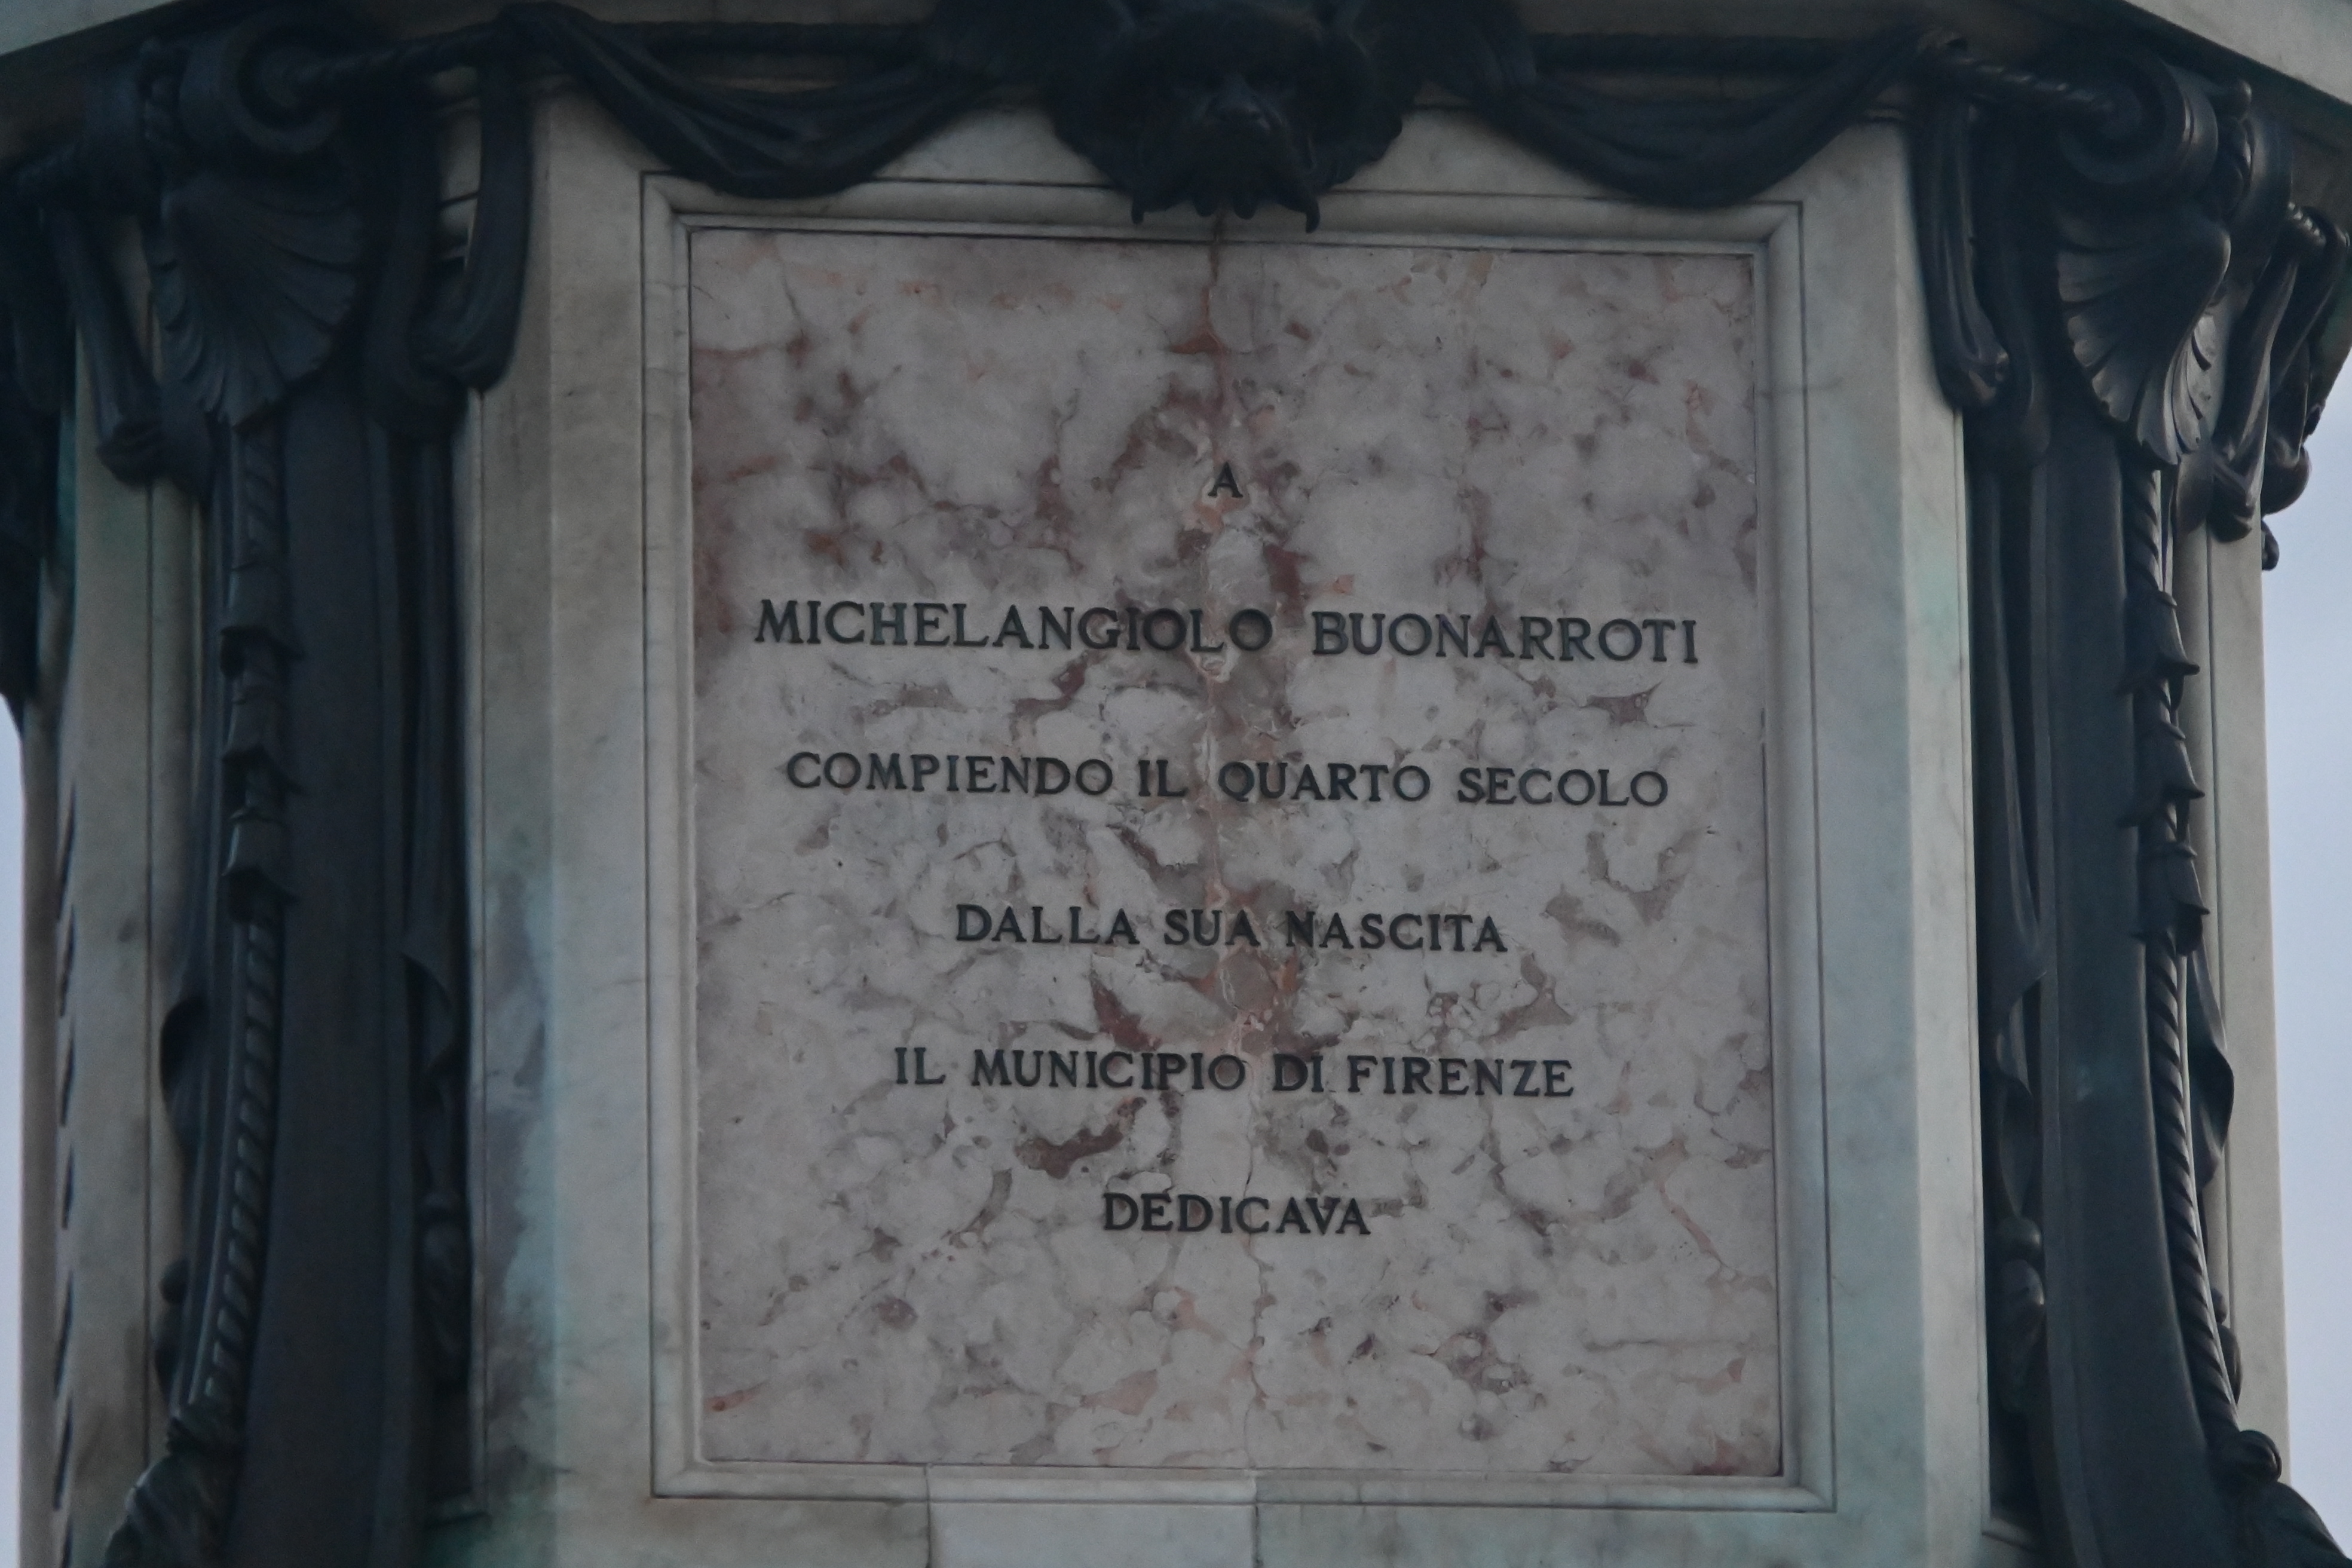 A
MICHELANGIOLO BUONARROTI
COMPIENDO IL QUARTO SECOLO
DALLA SUA NASCITA
IL MUNICIPIO DI FIRENZE
DEDICAVA